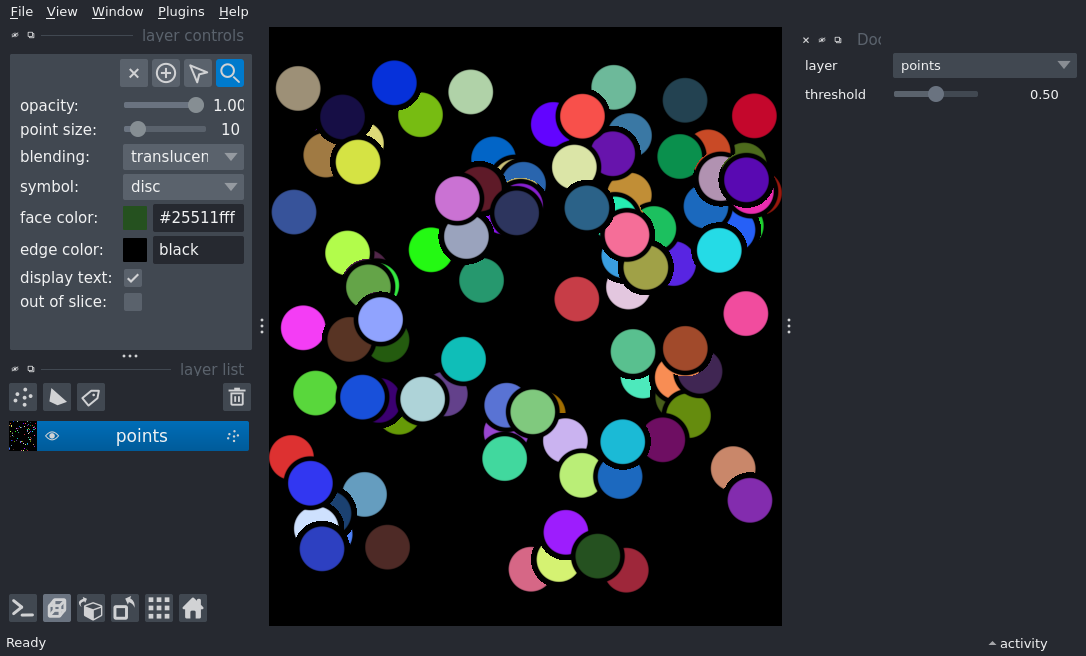 File View Window Plugins Help
layer controls
opacity: 1.00
point size: 10
blending: translucen
symbol: disc
face color: #25511fff
edge color: black
display text:
out of slice:
layer list
points
Ready
Doc
layer points
threshold 0.50
activity